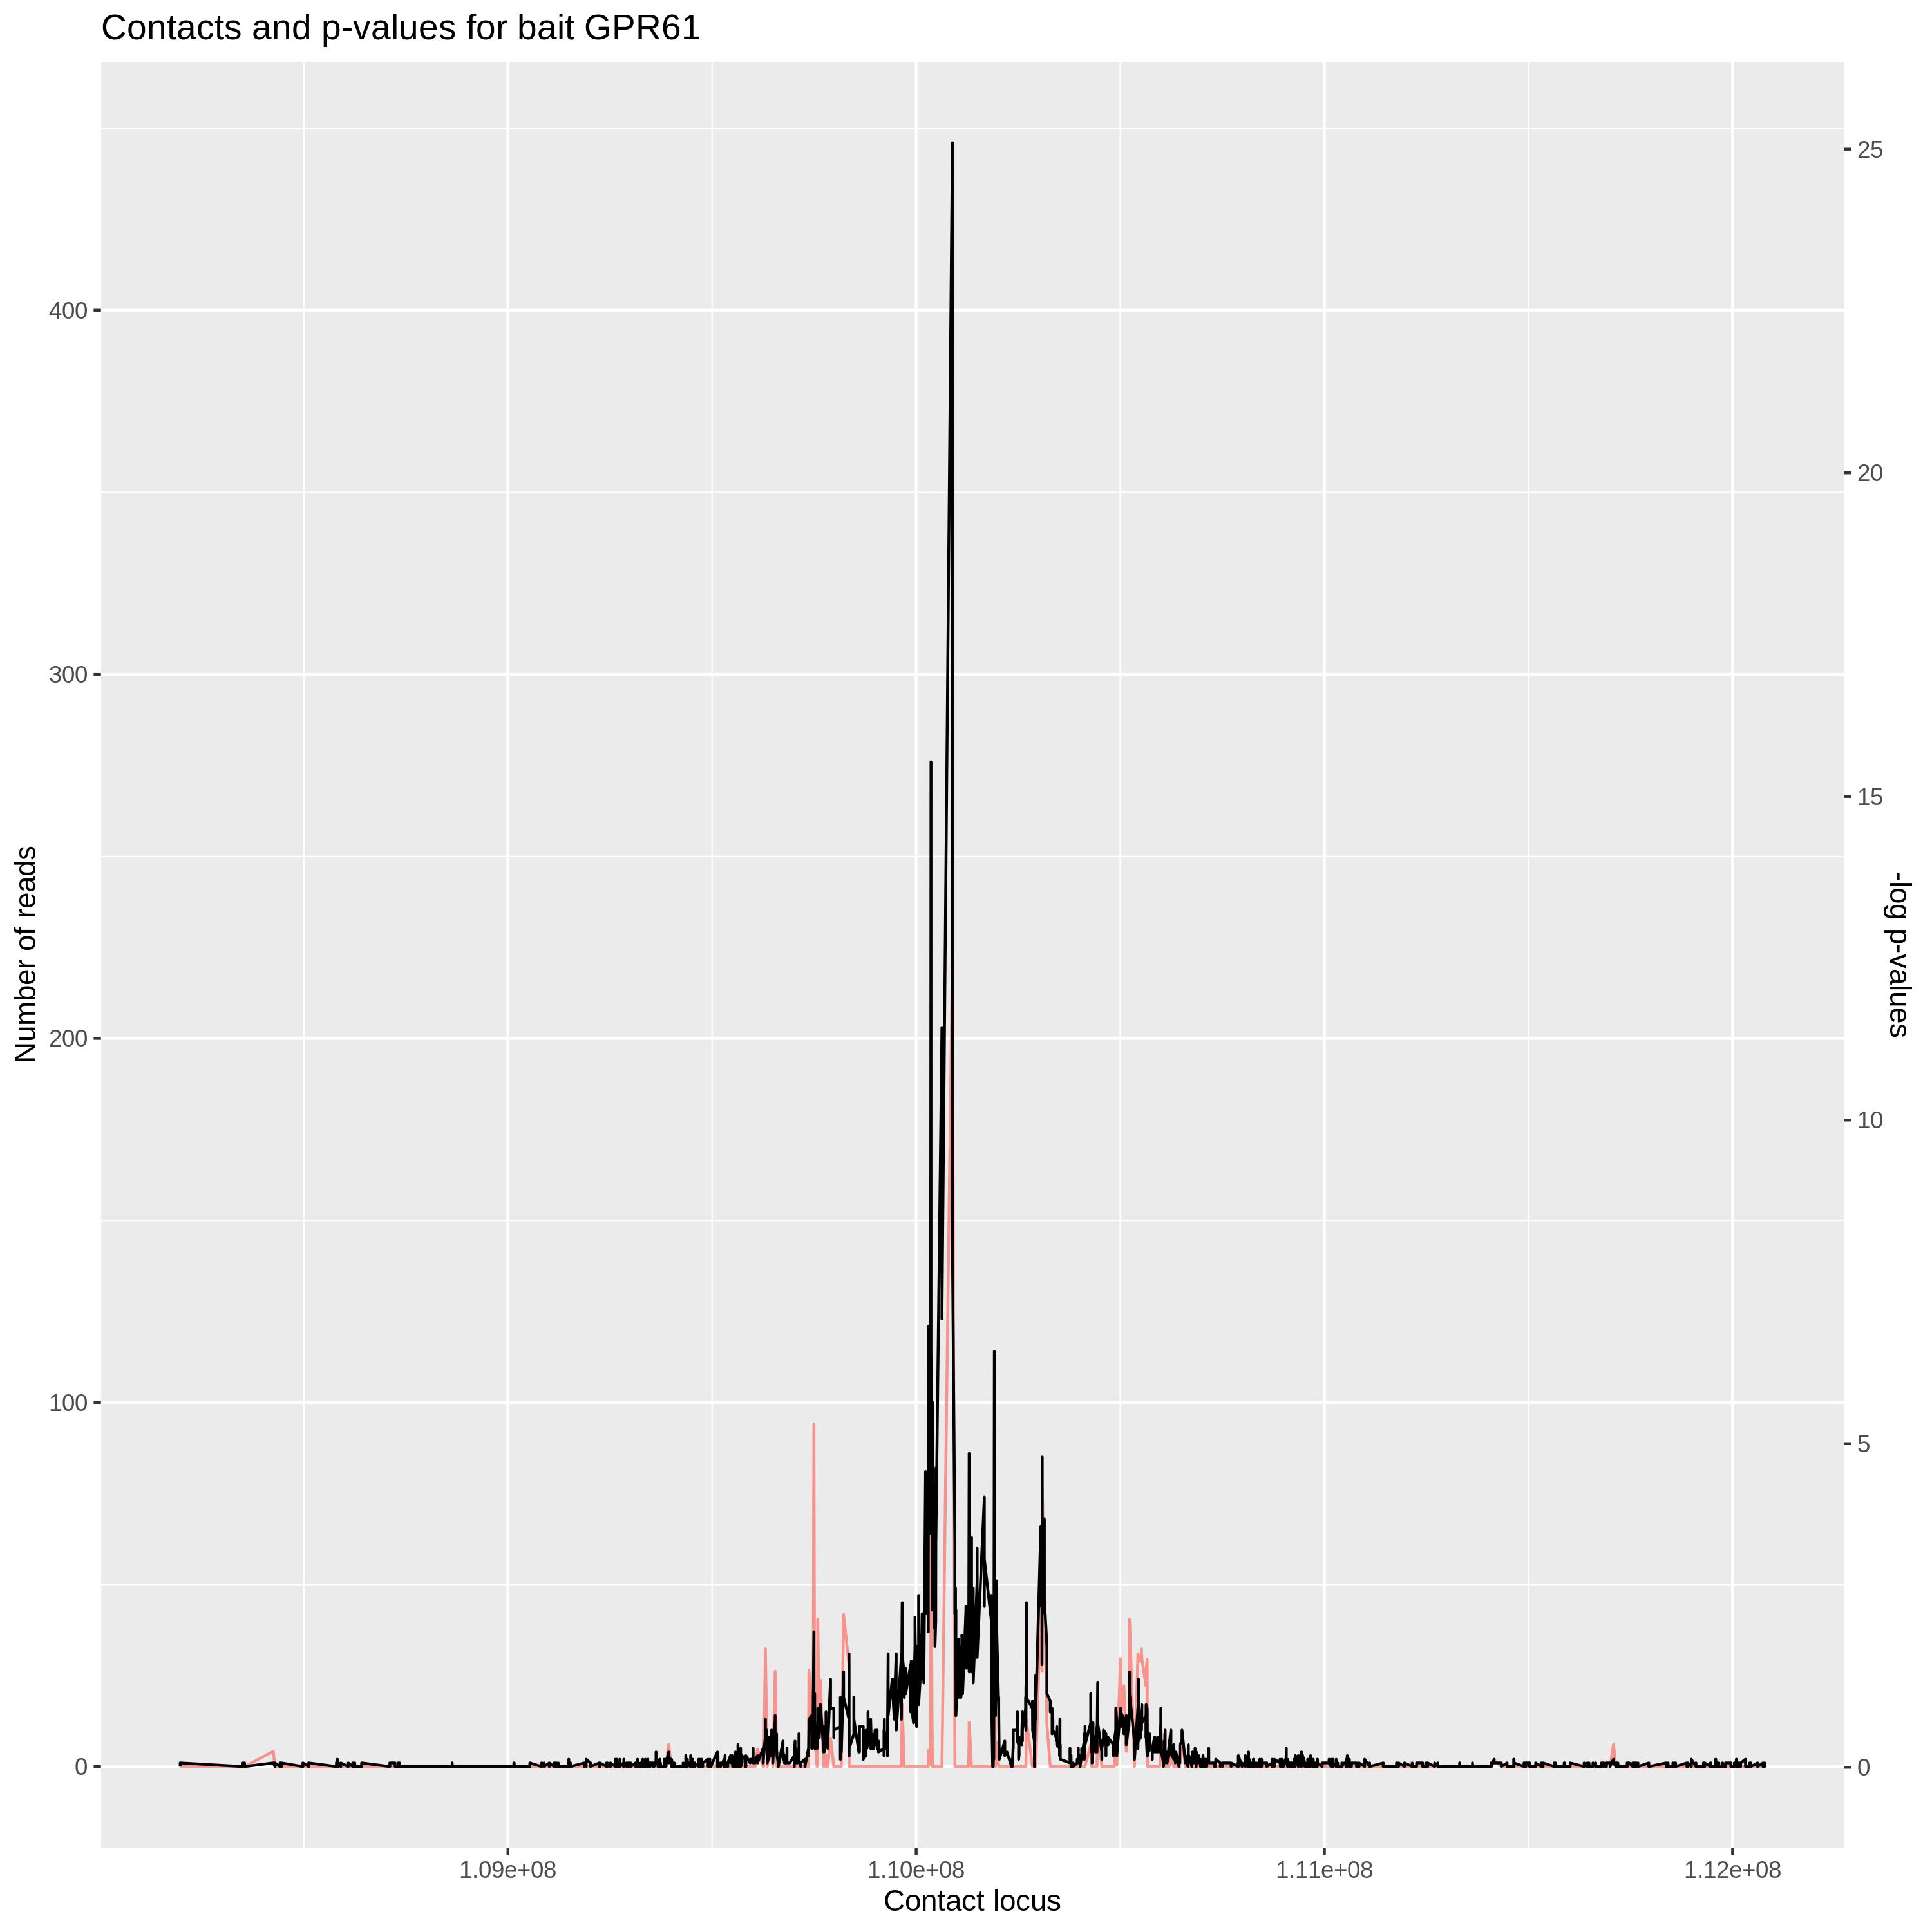 Contacts and p-values for bait GPR61
Number of reads
400
300
200
100
0
25
20
15
10
5
0
-log p-values
1.09e+08 1.10e+08 1.11e+08 1.12e+08
Contact locus